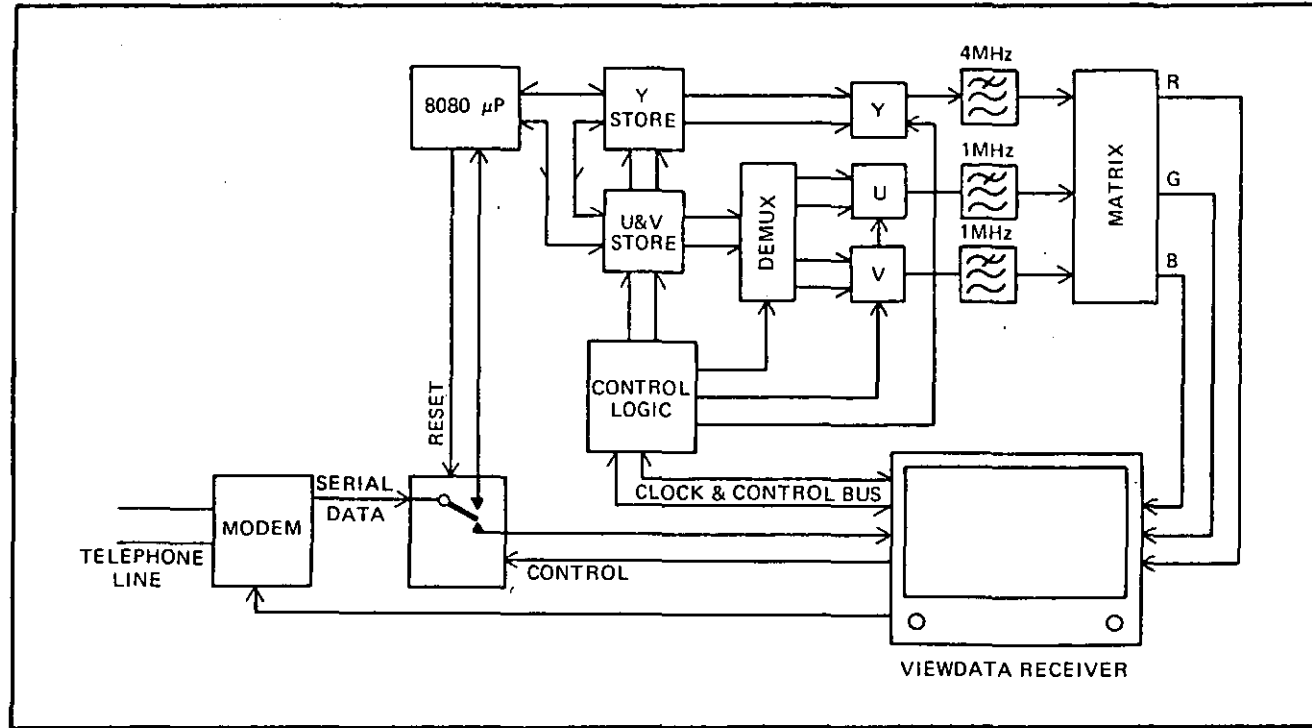 4MHz
8080 µP
Y
STORE
Y
R
1MHz
U&V
STORE
DEMUX
U
MATRIX
G
1MHz
V
B
CONTROL
LOGIC
RESET
SERIAL
DATA
MODEM
CLOCK & CONTROL BUS
TELEPHONE
LINE
CONTROL
VIEWDATA RECEIVER